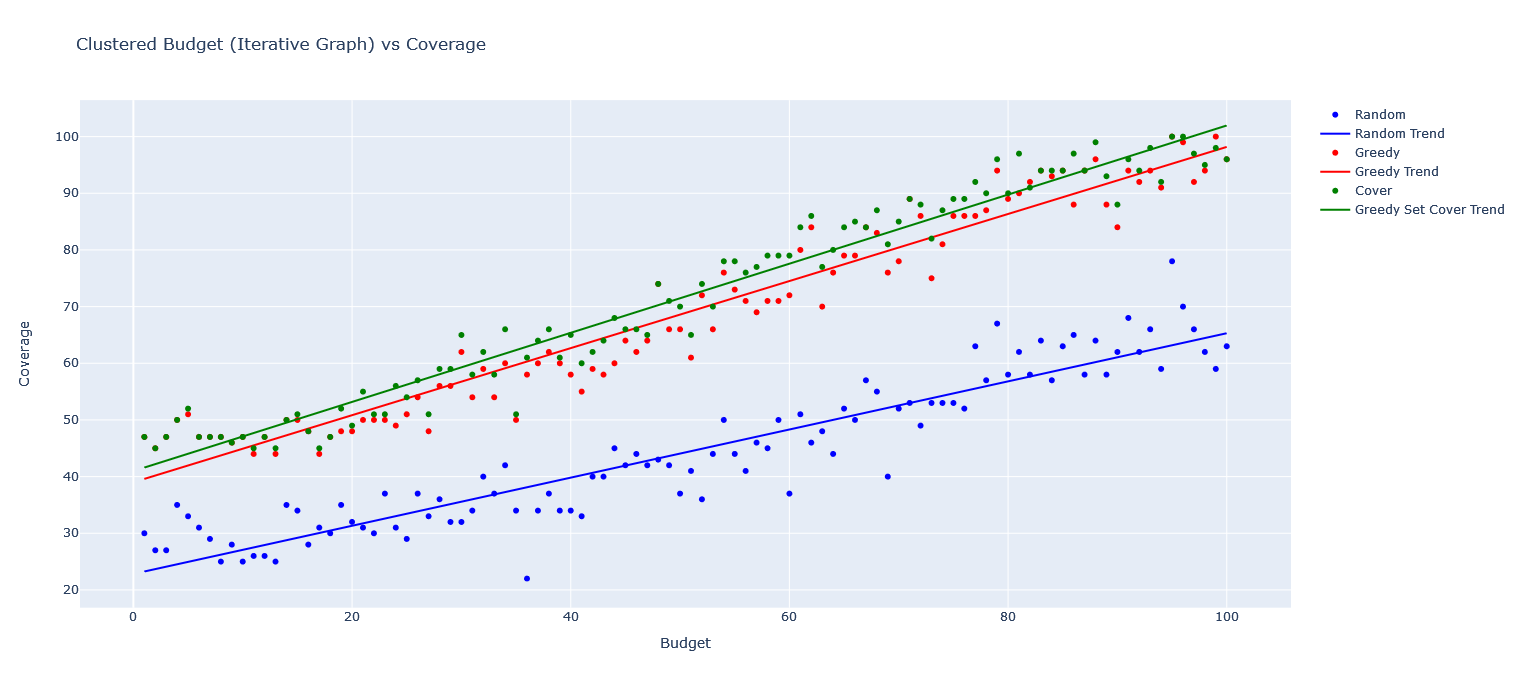 Clustered Budget (Iterative Graph) vs Coverage
Random
Random Trend
Greedy
Greedy Trend
Cover
Greedy Set Cover Trend
100
90
80
70
60
50
40
30
20
Coverage
0
20
40
60
80
100
Budget